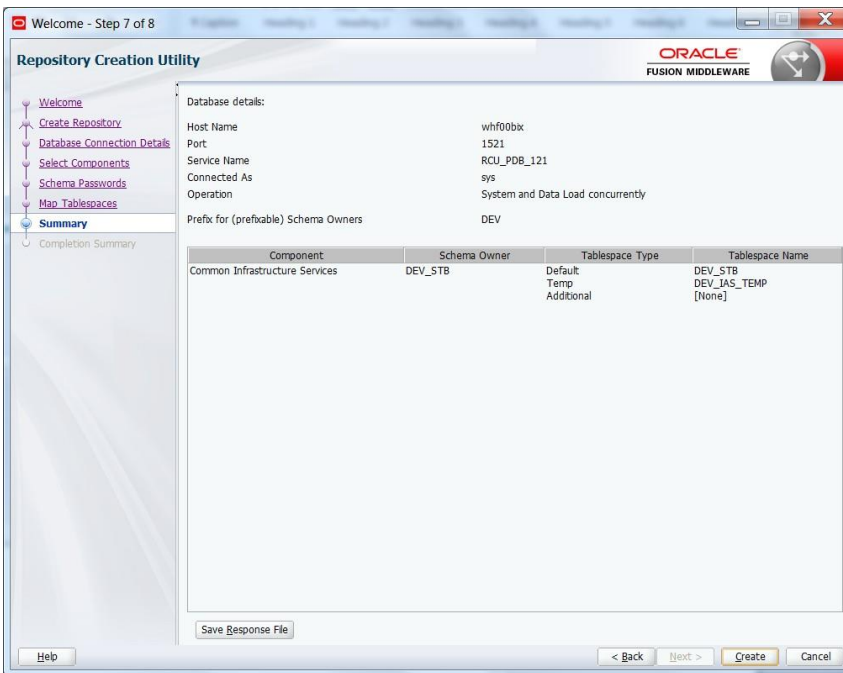 Welcome - Step 7 of 8
Repository Creation Utility
ORACLE
FUSION MIDDLEWARE
Welcome
Create Repository
Database Connection Details
Select Components
Schema Passwords
Map Tablespaces
Summary
Completion Summary
Database details:
Host Name whf00bix
Port 1521
Service Name RCU_PDB_121
Connected As sys
Operation System and Data Load concurrently
Prefix for (prefixable) Schema Owners DEV
Component Schema Owner Tablespace Type Tablespace Name
Common Infrastructure Services DEV_STB Default DEV_STB
Temp DEV_IAS_TEMP
Additional [None]
Save Response File
Help < Back Next > Create Cancel